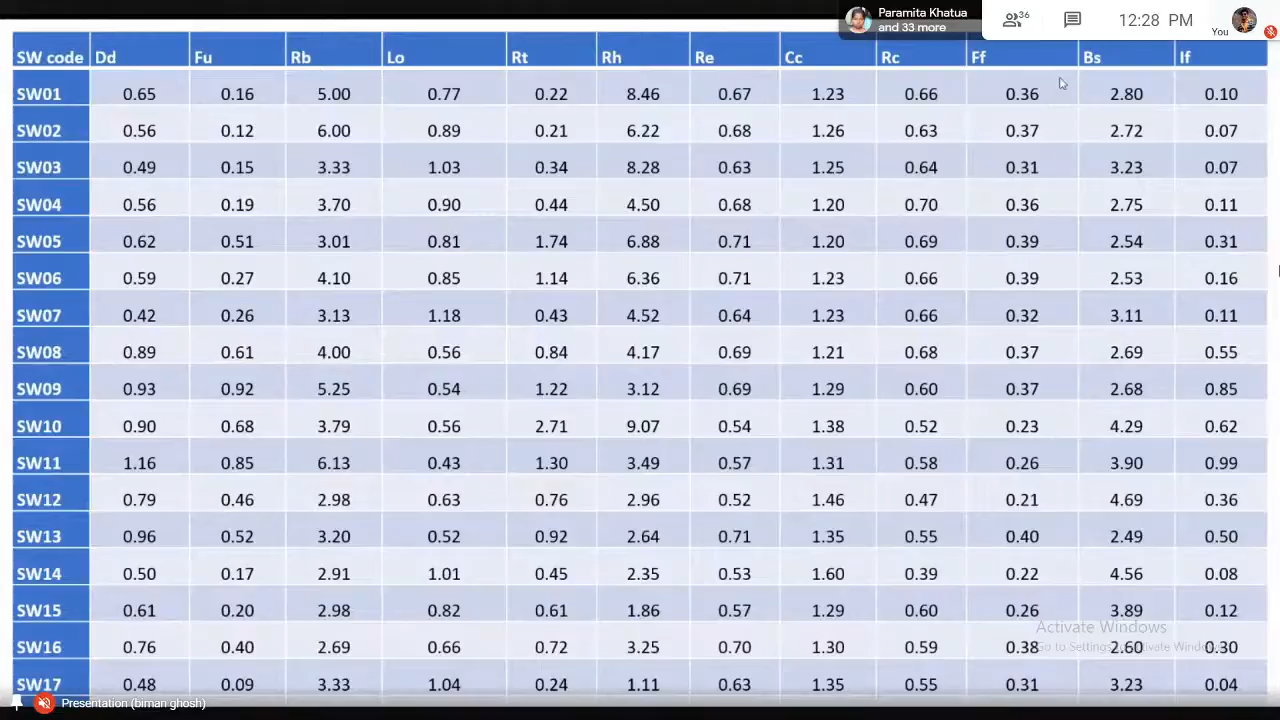 Paramita Khatua
and 33 more
36
12:28 PM
You
SW code Dd Fu Rb Lo Rt Rh Re Cc Rc Ff Bs If
SW01 0.65 0.16 5.00 0.77 0.22 8.46 0.67 1.23 0.66 0.36 2.80 0.10
SW02 0.56 0.12 6.00 0.89 0.21 6.22 0.68 1.26 0.63 0.37 2.72 0.07
SW03 0.49 0.15 3.33 1.03 0.34 8.28 0.63 1.25 0.64 0.31 3.23 0.07
SW04 0.56 0.19 3.70 0.90 0.44 4.50 0.68 1.20 0.70 0.36 2.75 0.11
SW05 0.62 0.51 3.01 0.81 1.74 6.88 0.71 1.20 0.69 0.39 2.54 0.31
SW06 0.59 0.27 4.10 0.85 1.14 6.36 0.71 1.23 0.66 0.39 2.53 0.16
SW07 0.42 0.26 3.13 1.18 0.43 4.52 0.64 1.23 0.66 0.32 3.11 0.11
SW08 0.89 0.61 4.00 0.56 0.84 4.17 0.69 1.21 0.68 0.37 2.69 0.55
SW09 0.93 0.92 5.25 0.54 1.22 3.12 0.69 1.29 0.60 0.37 2.68 0.85
SW10 0.90 0.68 3.79 0.56 2.71 9.07 0.54 1.38 0.52 0.23 4.29 0.62
SW11 1.16 0.85 6.13 0.43 1.30 3.49 0.57 1.31 0.58 0.26 3.90 0.99
SW12 0.79 0.46 2.98 0.63 0.76 2.96 0.52 1.46 0.47 0.21 4.69 0.36
SW13 0.96 0.52 3.20 0.52 0.92 2.64 0.71 1.35 0.55 0.40 2.49 0.50
SW14 0.50 0.17 2.91 1.01 0.45 2.35 0.53 1.60 0.39 0.22 4.56 0.08
SW15 0.61 0.20 2.98 0.82 0.61 1.86 0.57 1.29 0.60 0.26 3.89 0.12
Activate Windows
Go to Settings to activate Windows.
SW16 0.76 0.40 2.69 0.66 0.72 3.25 0.70 1.30 0.59 0.38 2.60 0.30
SW17 0.48 0.09 3.33 1.04 0.24 1.11 0.63 1.35 0.55 0.31 3.23 0.04
Presentation (biman ghosh)